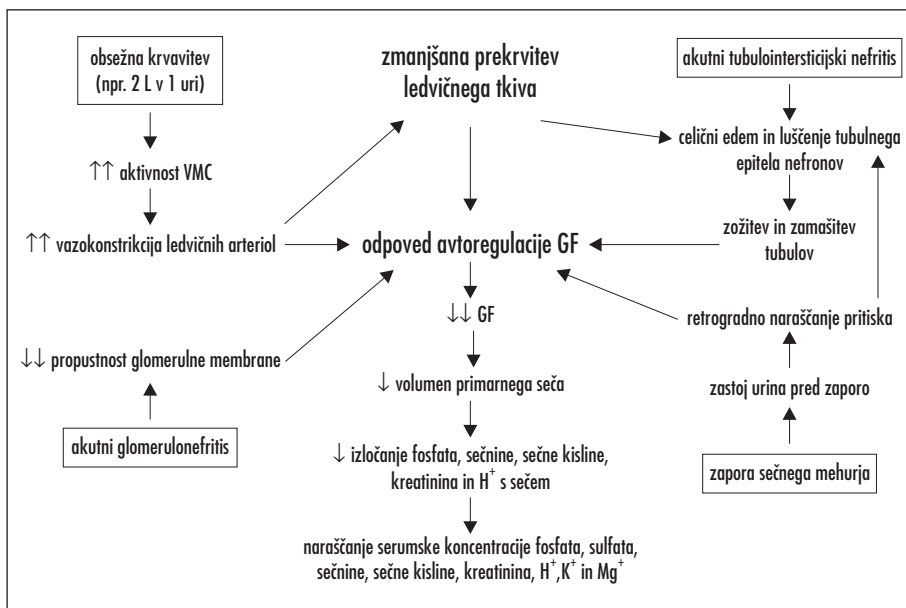 obsežna krvavitev
(npr. 2 L v 1 uri)
↑↑ aktivnost VMC
↑↑ vazokonstrikcija ledvičnih arteriol
↓↓ propustnost glomerulne membrane
akutni glomerulonefritis
zmanjšana prekrvitev
ledvičnega tkiva
odpoved avtoregulacije GF
↓↓ GF
↓ volumen primarnega seča
↓ izločanje fosfata, sečnine, sečne kisline,
kreatinina in H⁺ s sečem
naraščanje serumske koncentracije fosfata, sulfata,
sečnine, sečne kisline, kreatinina, H⁺,K⁺ in Mg⁺
akutni tubulointersticijski nefritis
celični edem in luščenje tubulnega
epitela nefronov
zožitev in zamašitev
tubulov
retrogradno naraščanje pritiska
zastoj urina pred zaporo
zapora sečnega mehurja